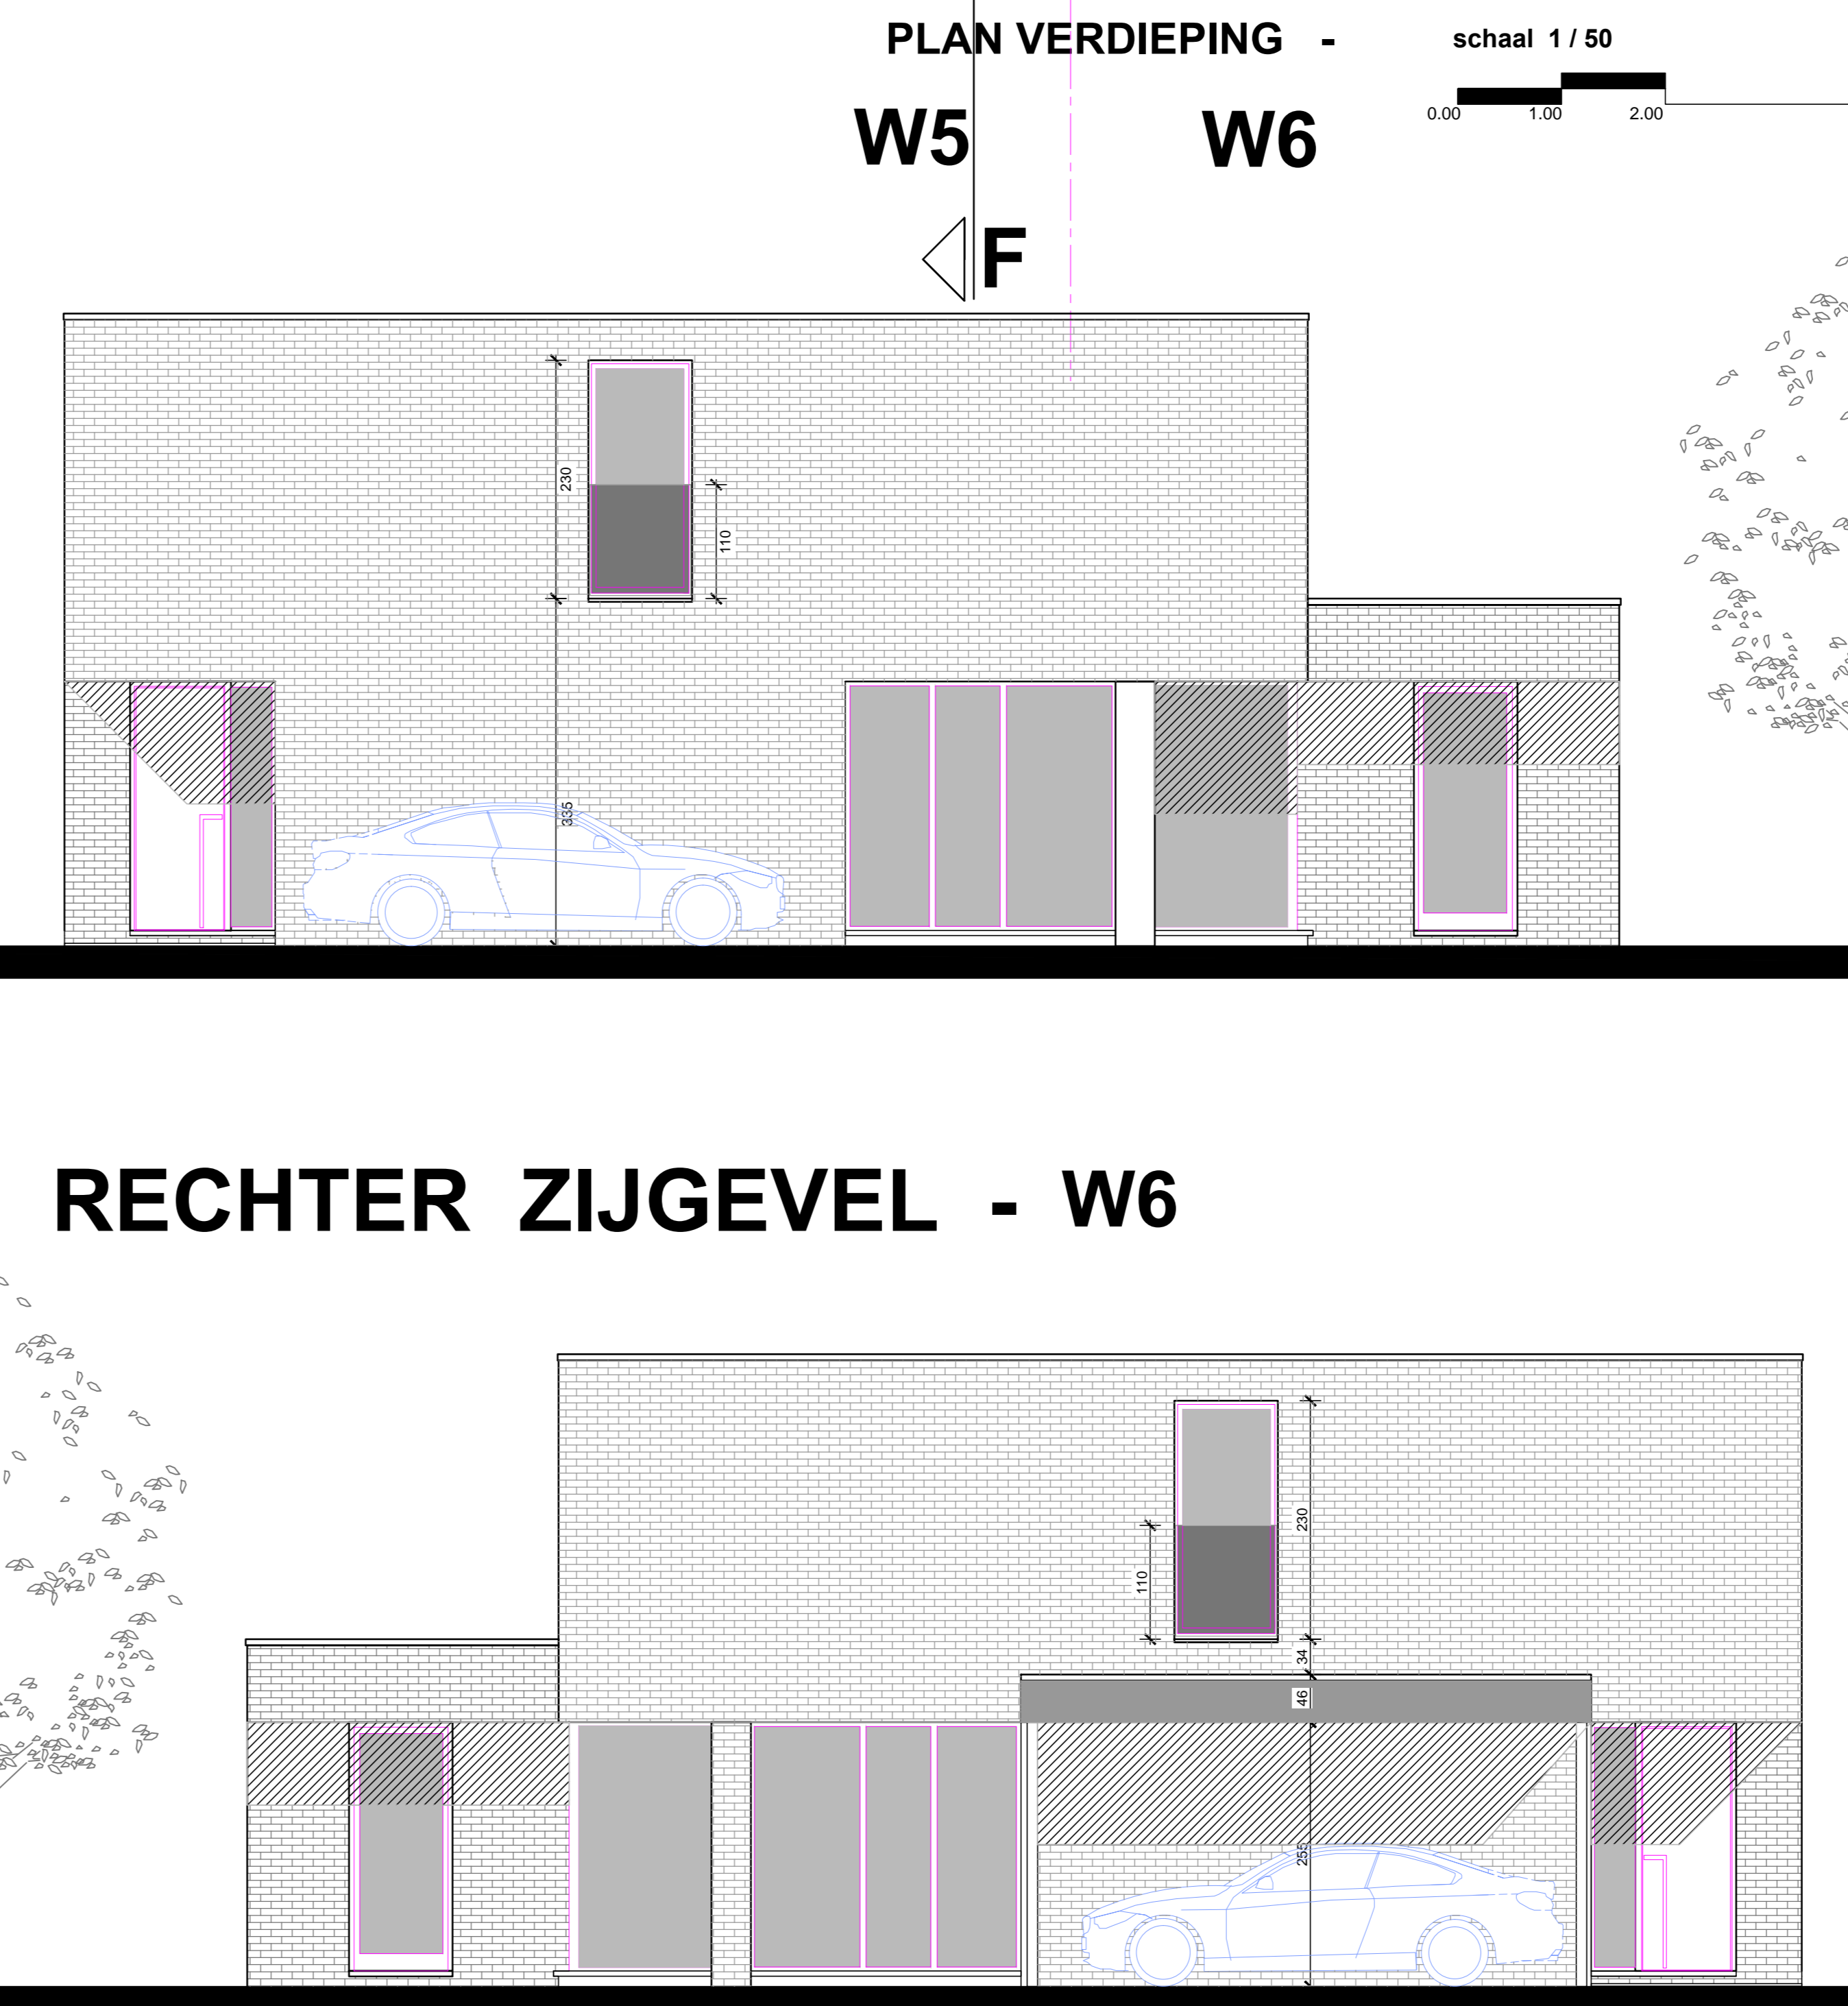 PLAN VERDIEPING - schaal 1 / 50
0.00 1.00 2.00
W5 W6
F
230
110
335
RECHTER ZIJGEVEL - W6
230
110
34
46
255